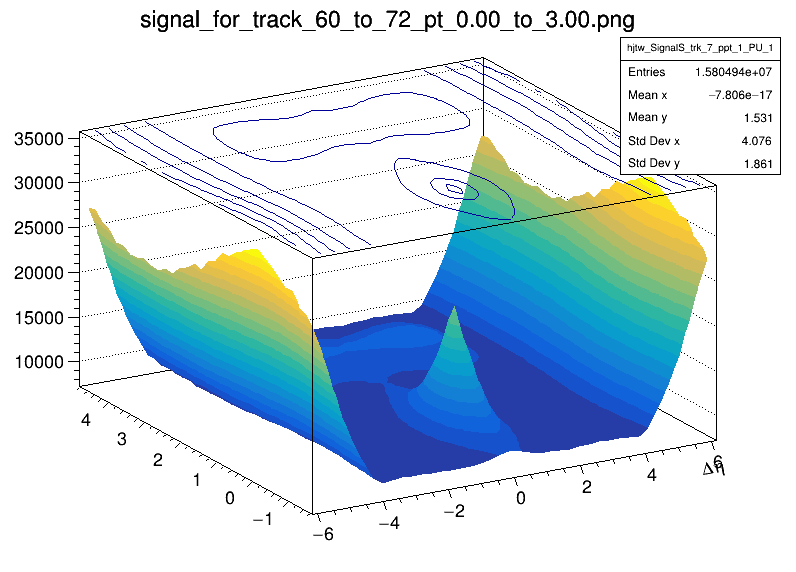 signal_for_track_60_to_72_pt_0.00_to_3.00.png
hjtw_SignalS_trk_7_ppt_1_PU_1
Entries 1.580494e+07
Mean x −7.806e−17
Mean y 1.531
Std Dev x 4.076
Std Dev y 1.861
35000
30000
25000
20000
15000
10000
4
3
2
1
0
−1
−6
−4
−2
0
2
4
6
Δη